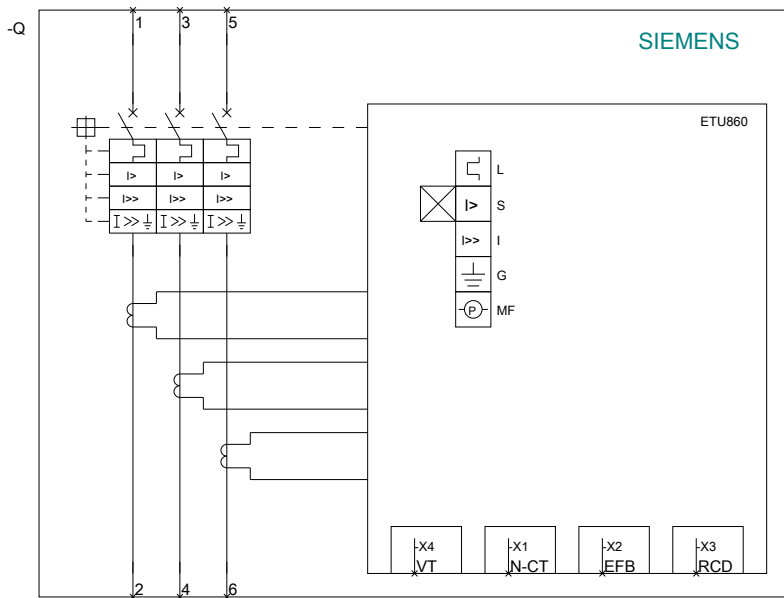 -Q
1 3 5
SIEMENS
ETU860
L
I> I> I> I> S
I>> I>> I>> I>> I
I>> I>> I>> G
P MF
-X4 -X1 -X2 -X3
VT N-CT EFB RCD
2 4 6